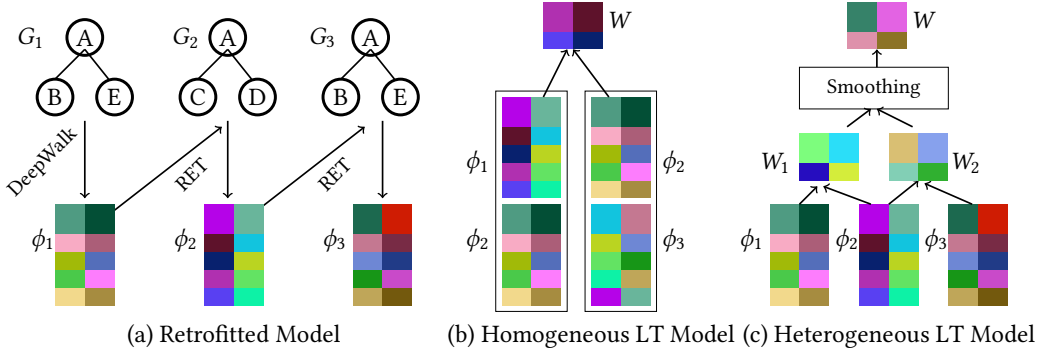 G₁ A
B E
DeepWalk
ϕ₁
G₂ A
C D
RET
ϕ₂
G₃ A
B E
RET
ϕ₃
(a) Retrofitted Model
W
ϕ₁
ϕ₂
ϕ₂
ϕ₃
(b) Homogeneous LT Model
W
Smoothing
W₁ W₂
ϕ₁ ϕ₂ ϕ₃
(c) Heterogeneous LT Model